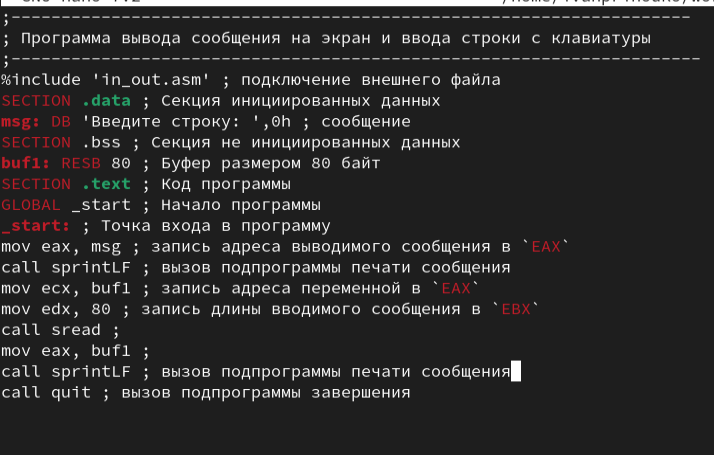 ;---------------------------------------------------------------------
; Программа вывода сообщения на экран и ввода строки с клавиатуры
;----------------------------------------------------------------------
%include 'in_out.asm' ; подключение внешнего файла
SECTION .data ; Секция инициированных данных
msg: DB 'Введите строку: ',0h ; сообщение
SECTION .bss ; Секция не инициированных данных
buf1: RESB 80 ; Буфер размером 80 байт
SECTION .text ; Код программы
GLOBAL _start ; Начало программы
_start: ; Точка входа в программу
mov eax, msg ; запись адреса выводимого сообщения в `EAX`
call sprintLF ; вызов подпрограммы печати сообщения
mov ecx, buf1 ; запись адреса переменной в `EAX`
mov edx, 80 ; запись длины вводимого сообщения в `EBX`
call sread ;
mov eax, buf1 ;
call sprintLF ; вызов подпрограммы печати сообщения
call quit ; вызов подпрограммы завершения